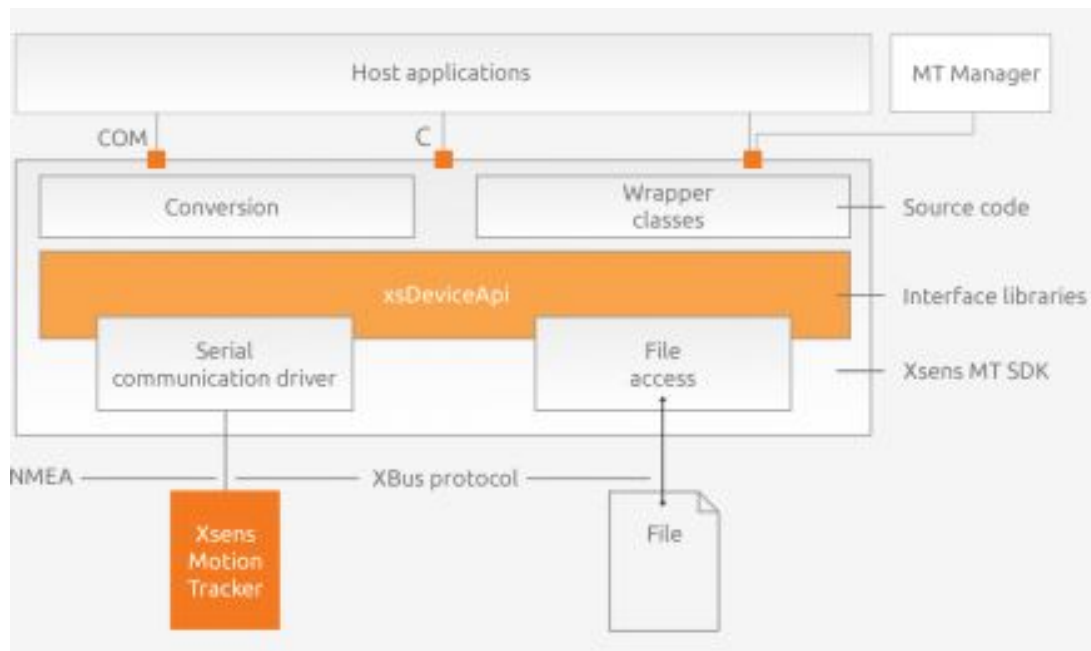 Host applications
MT Manager
COM
C
Conversion
Wrapper
classes
Source code
xsDeviceApi
Interface libraries
Serial
communication driver
File
access
Xsens MT SDK
NMEA
XBus protocol
Xsens
Motion
Tracker
File